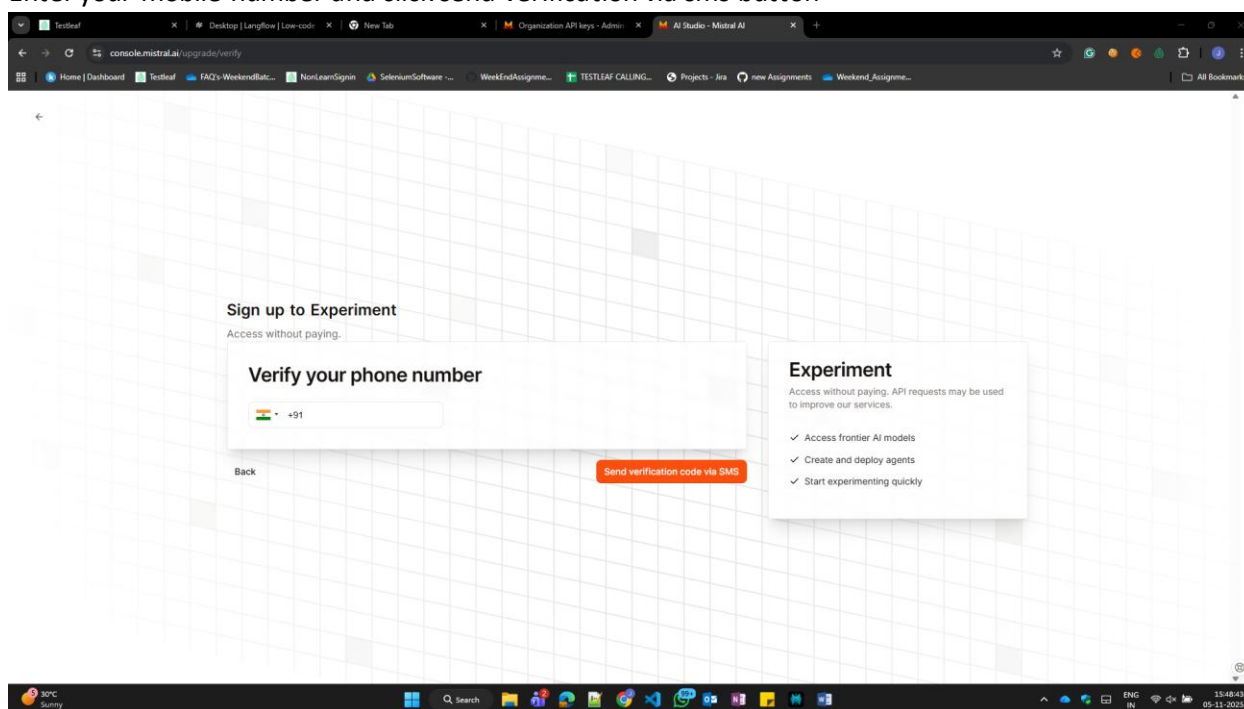 Enter your mobile number and click send verification via sms button
Testleaf
Desktop | Langflow | Low-code
New Tab
Organization API keys - Admin
AI Studio - Mistral AI
console.mistral.ai/upgrade/verify
Home | Dashboard
Testleaf
FAQ's-WeekendBatc...
NonLearnSignin
SeleniumSoftware -...
WeekEndAssignme...
TESTLEAF CALLING...
Projects - Jira
new Assignments
Weekend_Assignme...
All Bookmark
Sign up to Experiment
Access without paying.
Verify your phone number
+91
Back
Send verification code via SMS
Experiment
Access without paying. API requests may be used
to improve our services.
Access frontier AI models
Create and deploy agents
Start experimenting quickly
30°C
Sunny
Search
99+
ENG
IN
15:48:43
05-11-2025